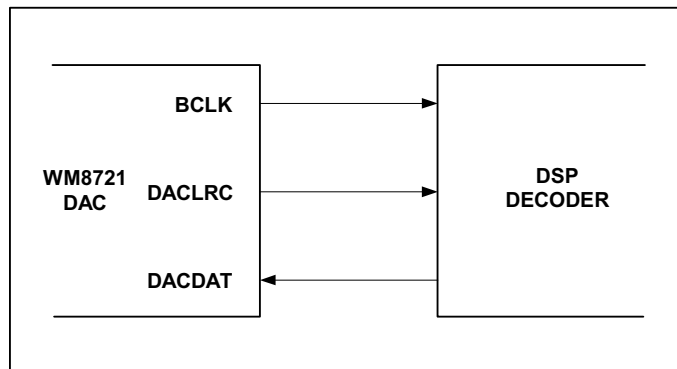 BCLK
WM8721
DAC
DACLRC
DSP
DECODER
DACDAT